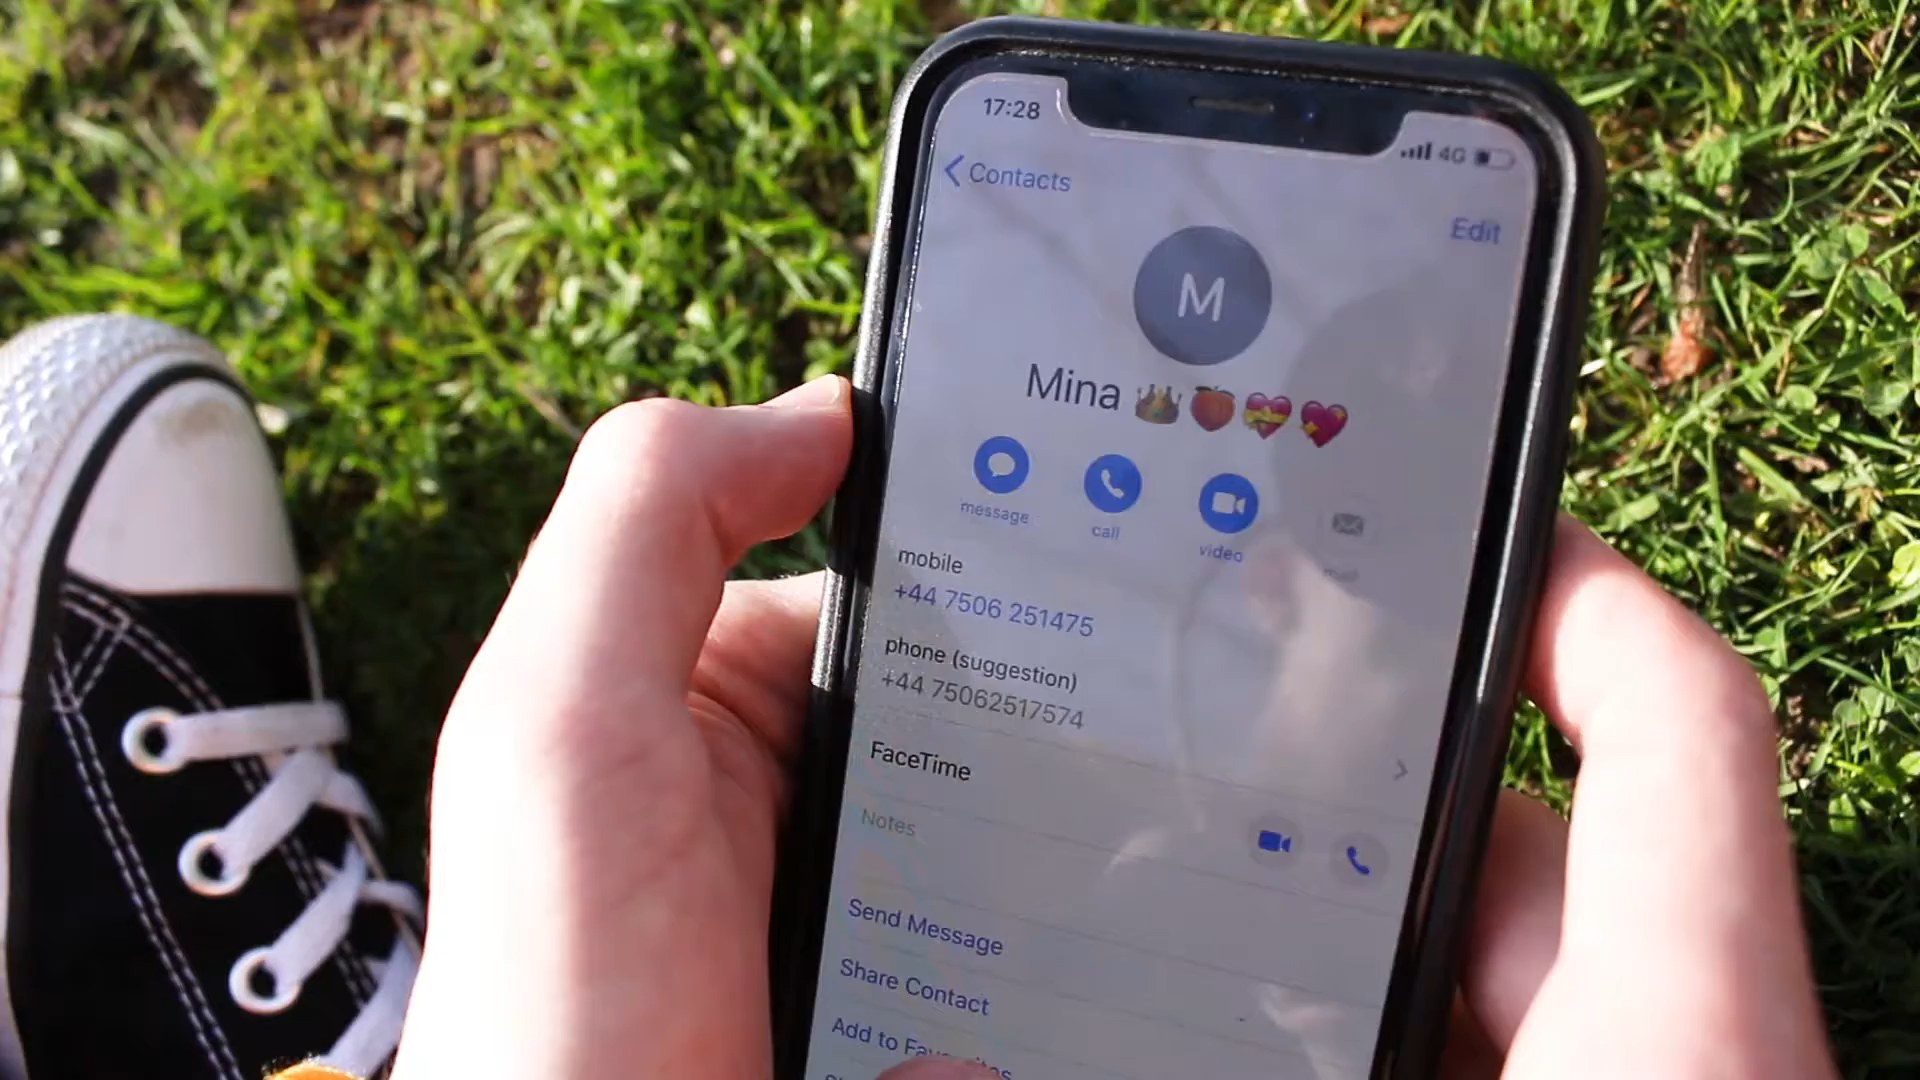 17:28
4G
Contacts
Edit
M
Mina 👑🍑💝💖
message
call
video
mobile
+44 7506 251475
phone (suggestion)
+44 75062517574
FaceTime
Notes
Send Message
Share Contact
Add to